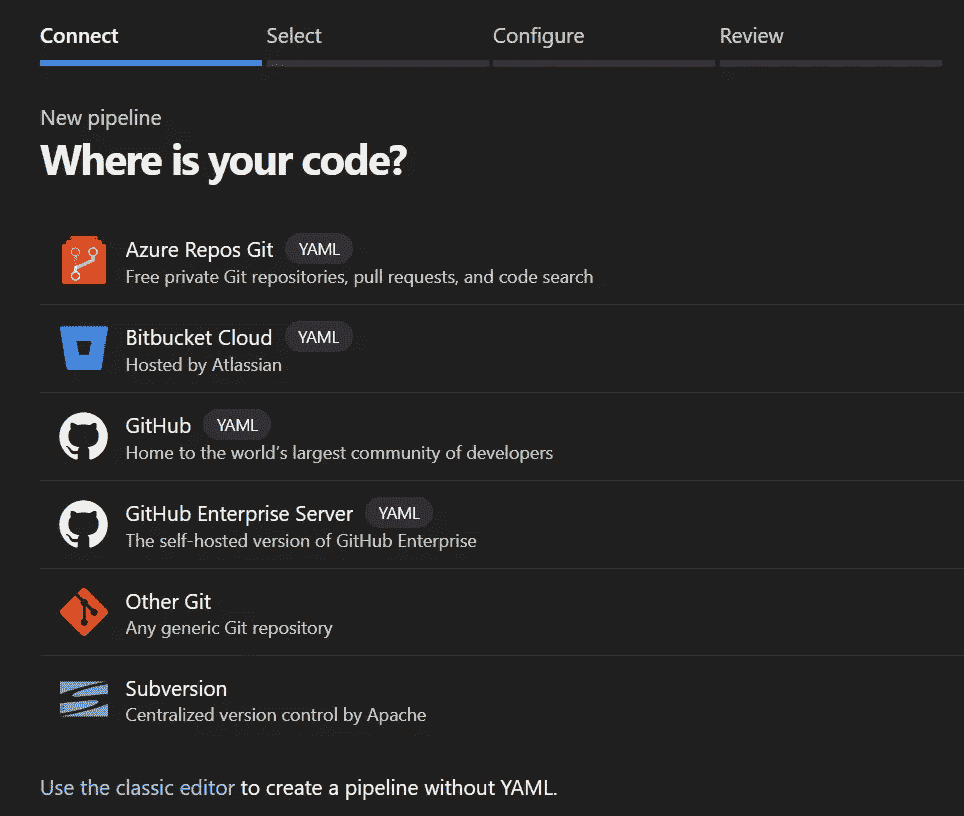 Connect Select Configure Review
New pipeline
Where is your code?
Azure Repos Git YAML
Free private Git repositories, pull requests, and code search
Bitbucket Cloud YAML
Hosted by Atlassian
GitHub YAML
Home to the world’s largest community of developers
GitHub Enterprise Server YAML
The self-hosted version of GitHub Enterprise
Other Git
Any generic Git repository
Subversion
Centralized version control by Apache
Use the classic editor to create a pipeline without YAML.